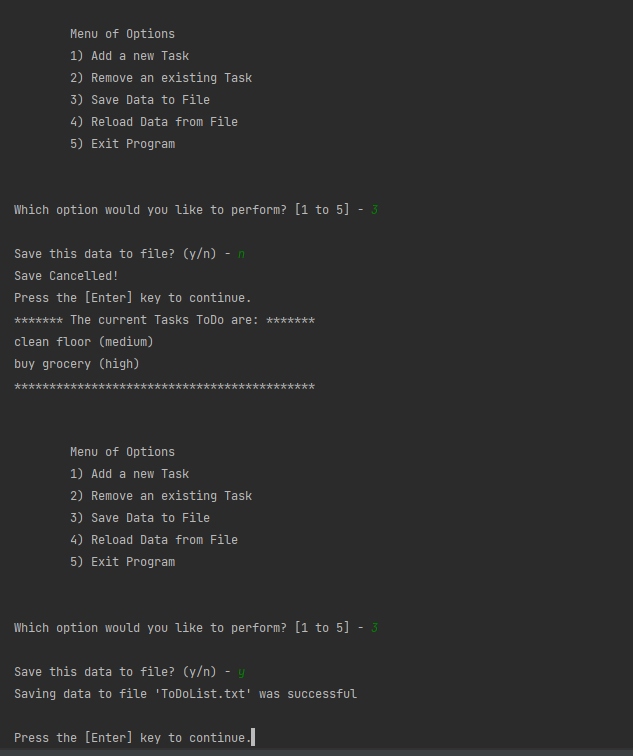 Menu of Options
1) Add a new Task
2) Remove an existing Task
3) Save Data to File
4) Reload Data from File
5) Exit Program
Which option would you like to perform? [1 to 5] - 3
Save this data to file? (y/n) - n
Save Cancelled!
Press the [Enter] key to continue.
******* The current Tasks ToDo are: *******
clean floor (medium)
buy grocery (high)
*******************************************
Menu of Options
1) Add a new Task
2) Remove an existing Task
3) Save Data to File
4) Reload Data from File
5) Exit Program
Which option would you like to perform? [1 to 5] - 3
Save this data to file? (y/n) - y
Saving data to file 'ToDoList.txt' was successful
Press the [Enter] key to continue.